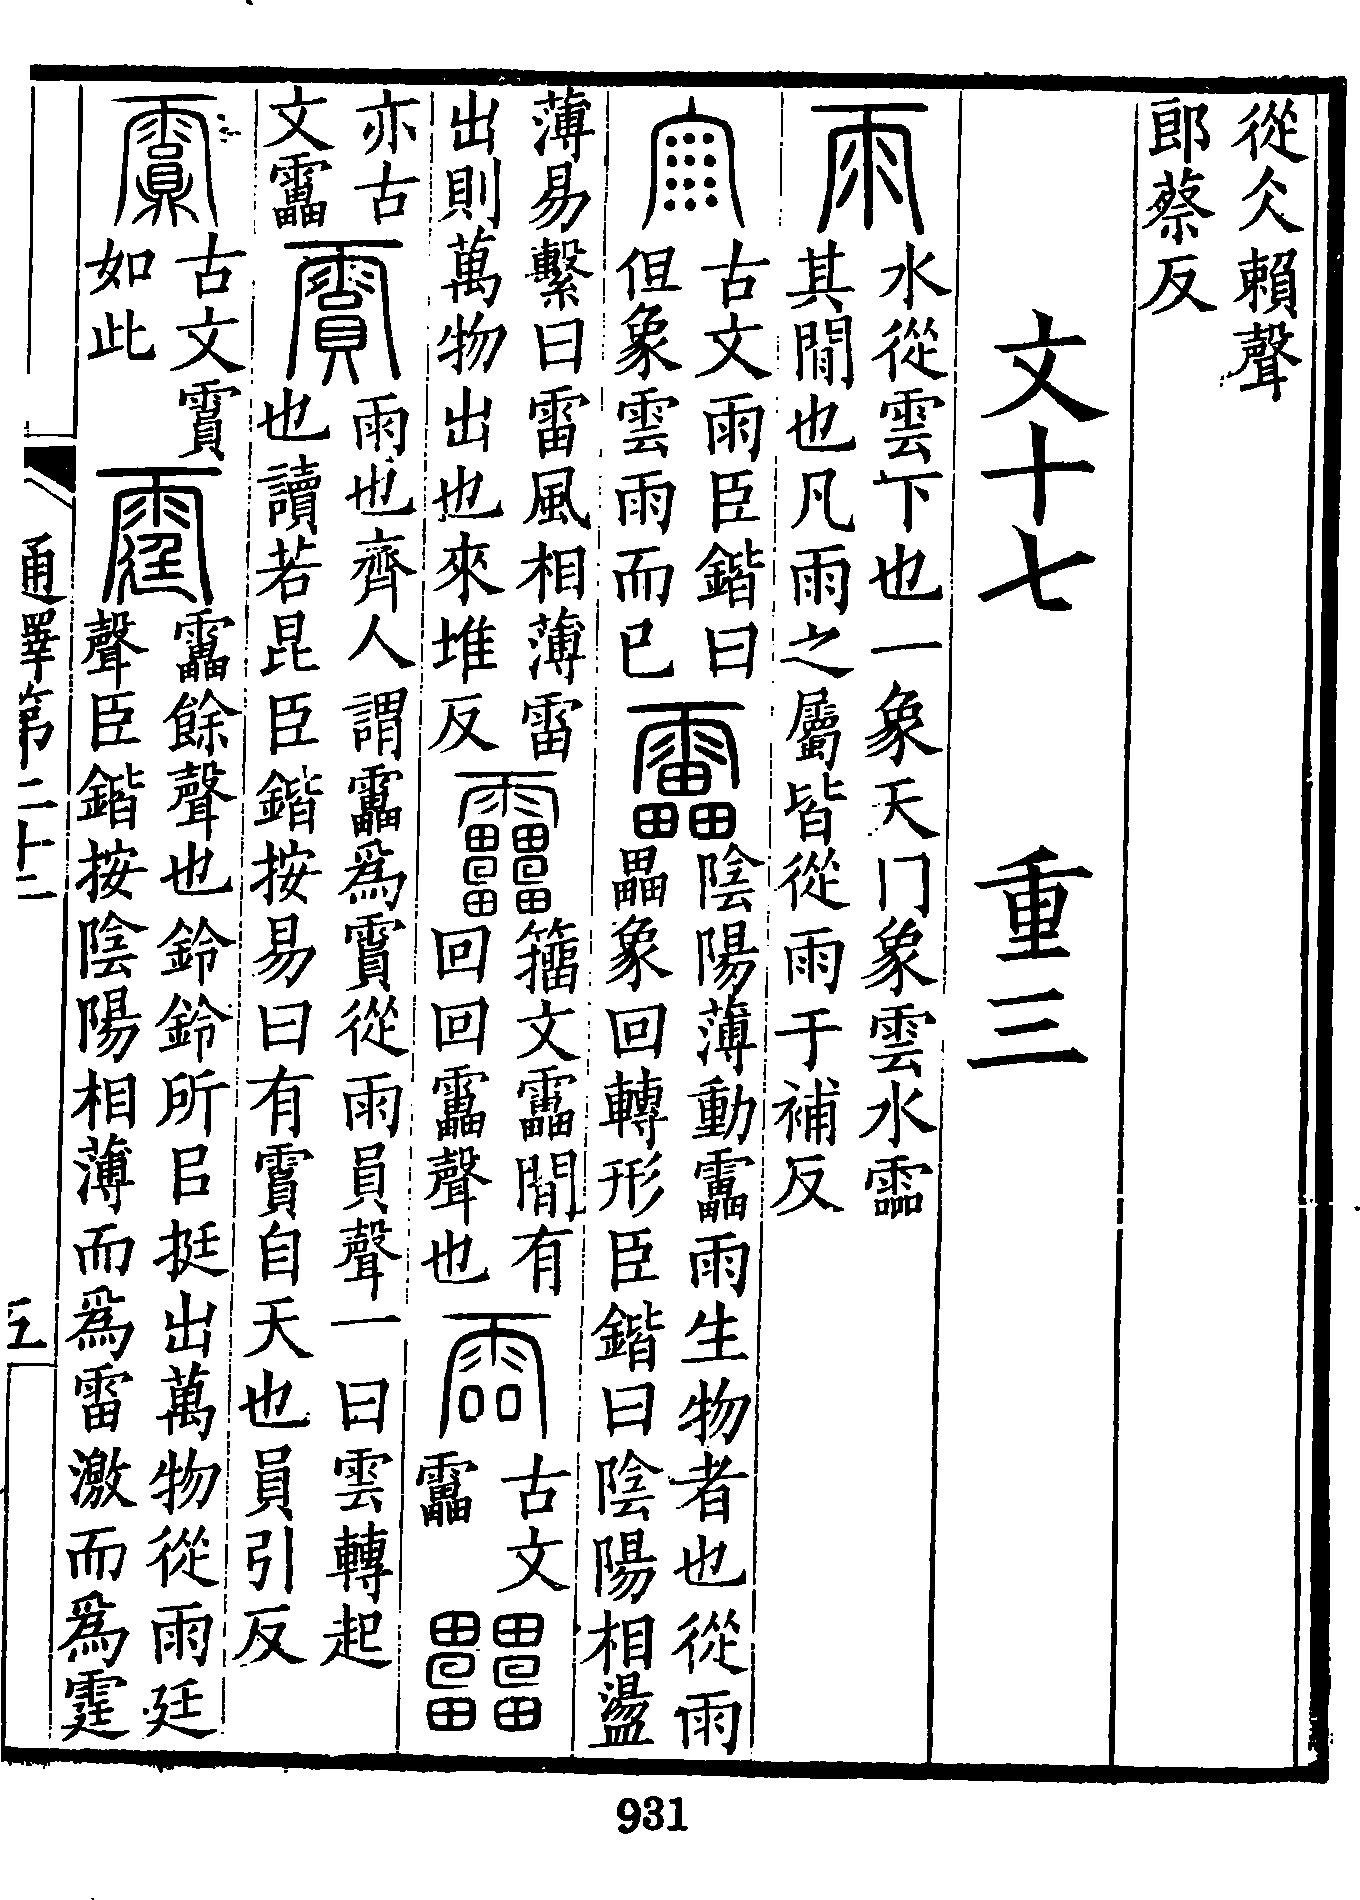 從仌賴聲
郎蔡反
文十七 重三
雨
水從雲下也一象天冂象雲水霝
其閒也凡雨之屬皆從雨于補反
古文雨臣鍇曰
但象雲雨而已
靁
陰陽薄動靁雨生物者也從雨
畾象回轉形臣鍇曰陰陽相盪
薄易繫曰雷風相薄雷
出則萬物出也來堆反
籒文靁閒有
回回靁聲也
古文
靁
亦古
文靁
霣
雨也齊人謂靁爲霣從雨員聲一曰雲轉起
也讀若昆臣鍇按易曰有霣自天也員引反
古文霣
如此
霆
靁餘聲也鈴鈴所㠯挺出萬物從雨廷
聲臣鍇按陰陽相薄而爲雷激而爲霆
通釋第二十二
五
931